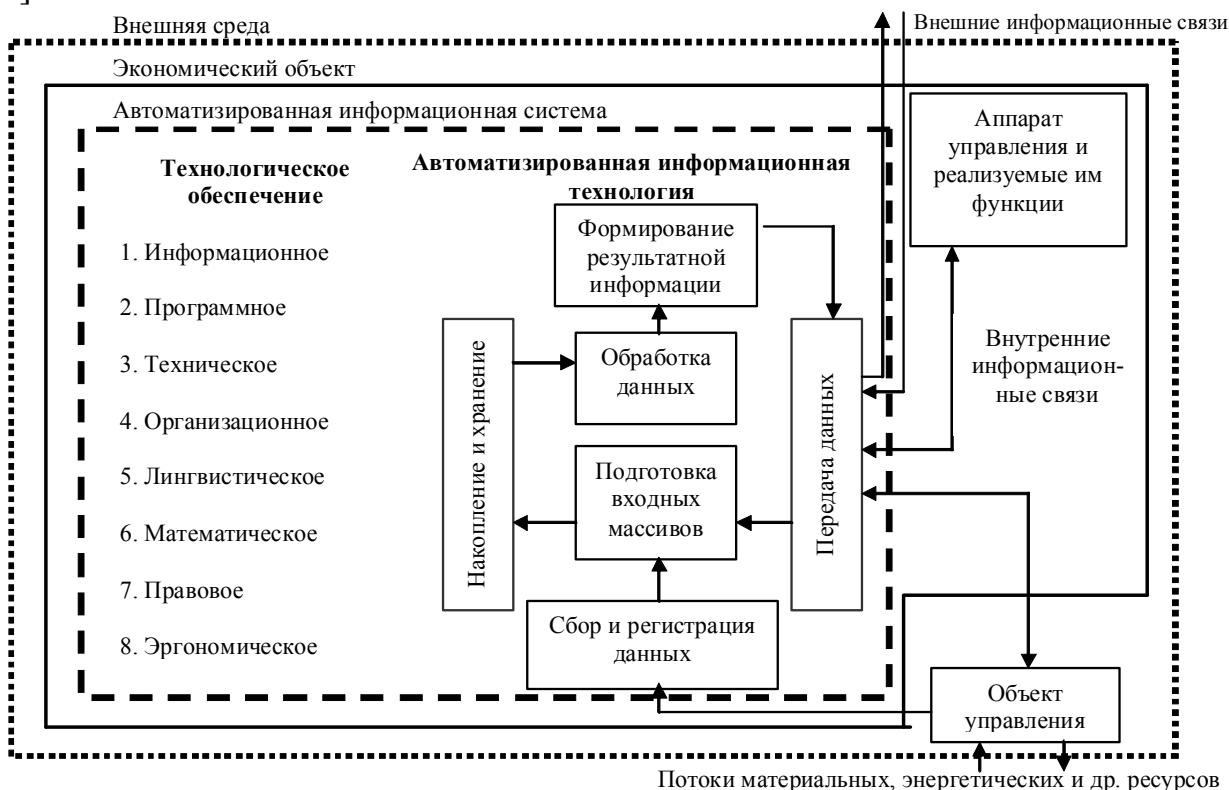 ]
Внешняя среда
Внешние информационные связи
Экономический объект
Автоматизированная информационная система
Технологическое
обеспечение
1. Информационное
2. Программное
3. Техническое
4. Организационное
5. Лингвистическое
6. Математическое
7. Правовое
8. Эргономическое
Автоматизированная информационная
технология
Формирование
результатной
информации
Обработка
данных
Накопление и хранение
Подготовка
входных
массивов
Передача данных
Сбор и регистрация
данных
Аппарат
управления и
реализуемые им
функции
Внутренние
информацион-
ные связи
Объект
управления
Потоки материальных, энергетических и др. ресурсов